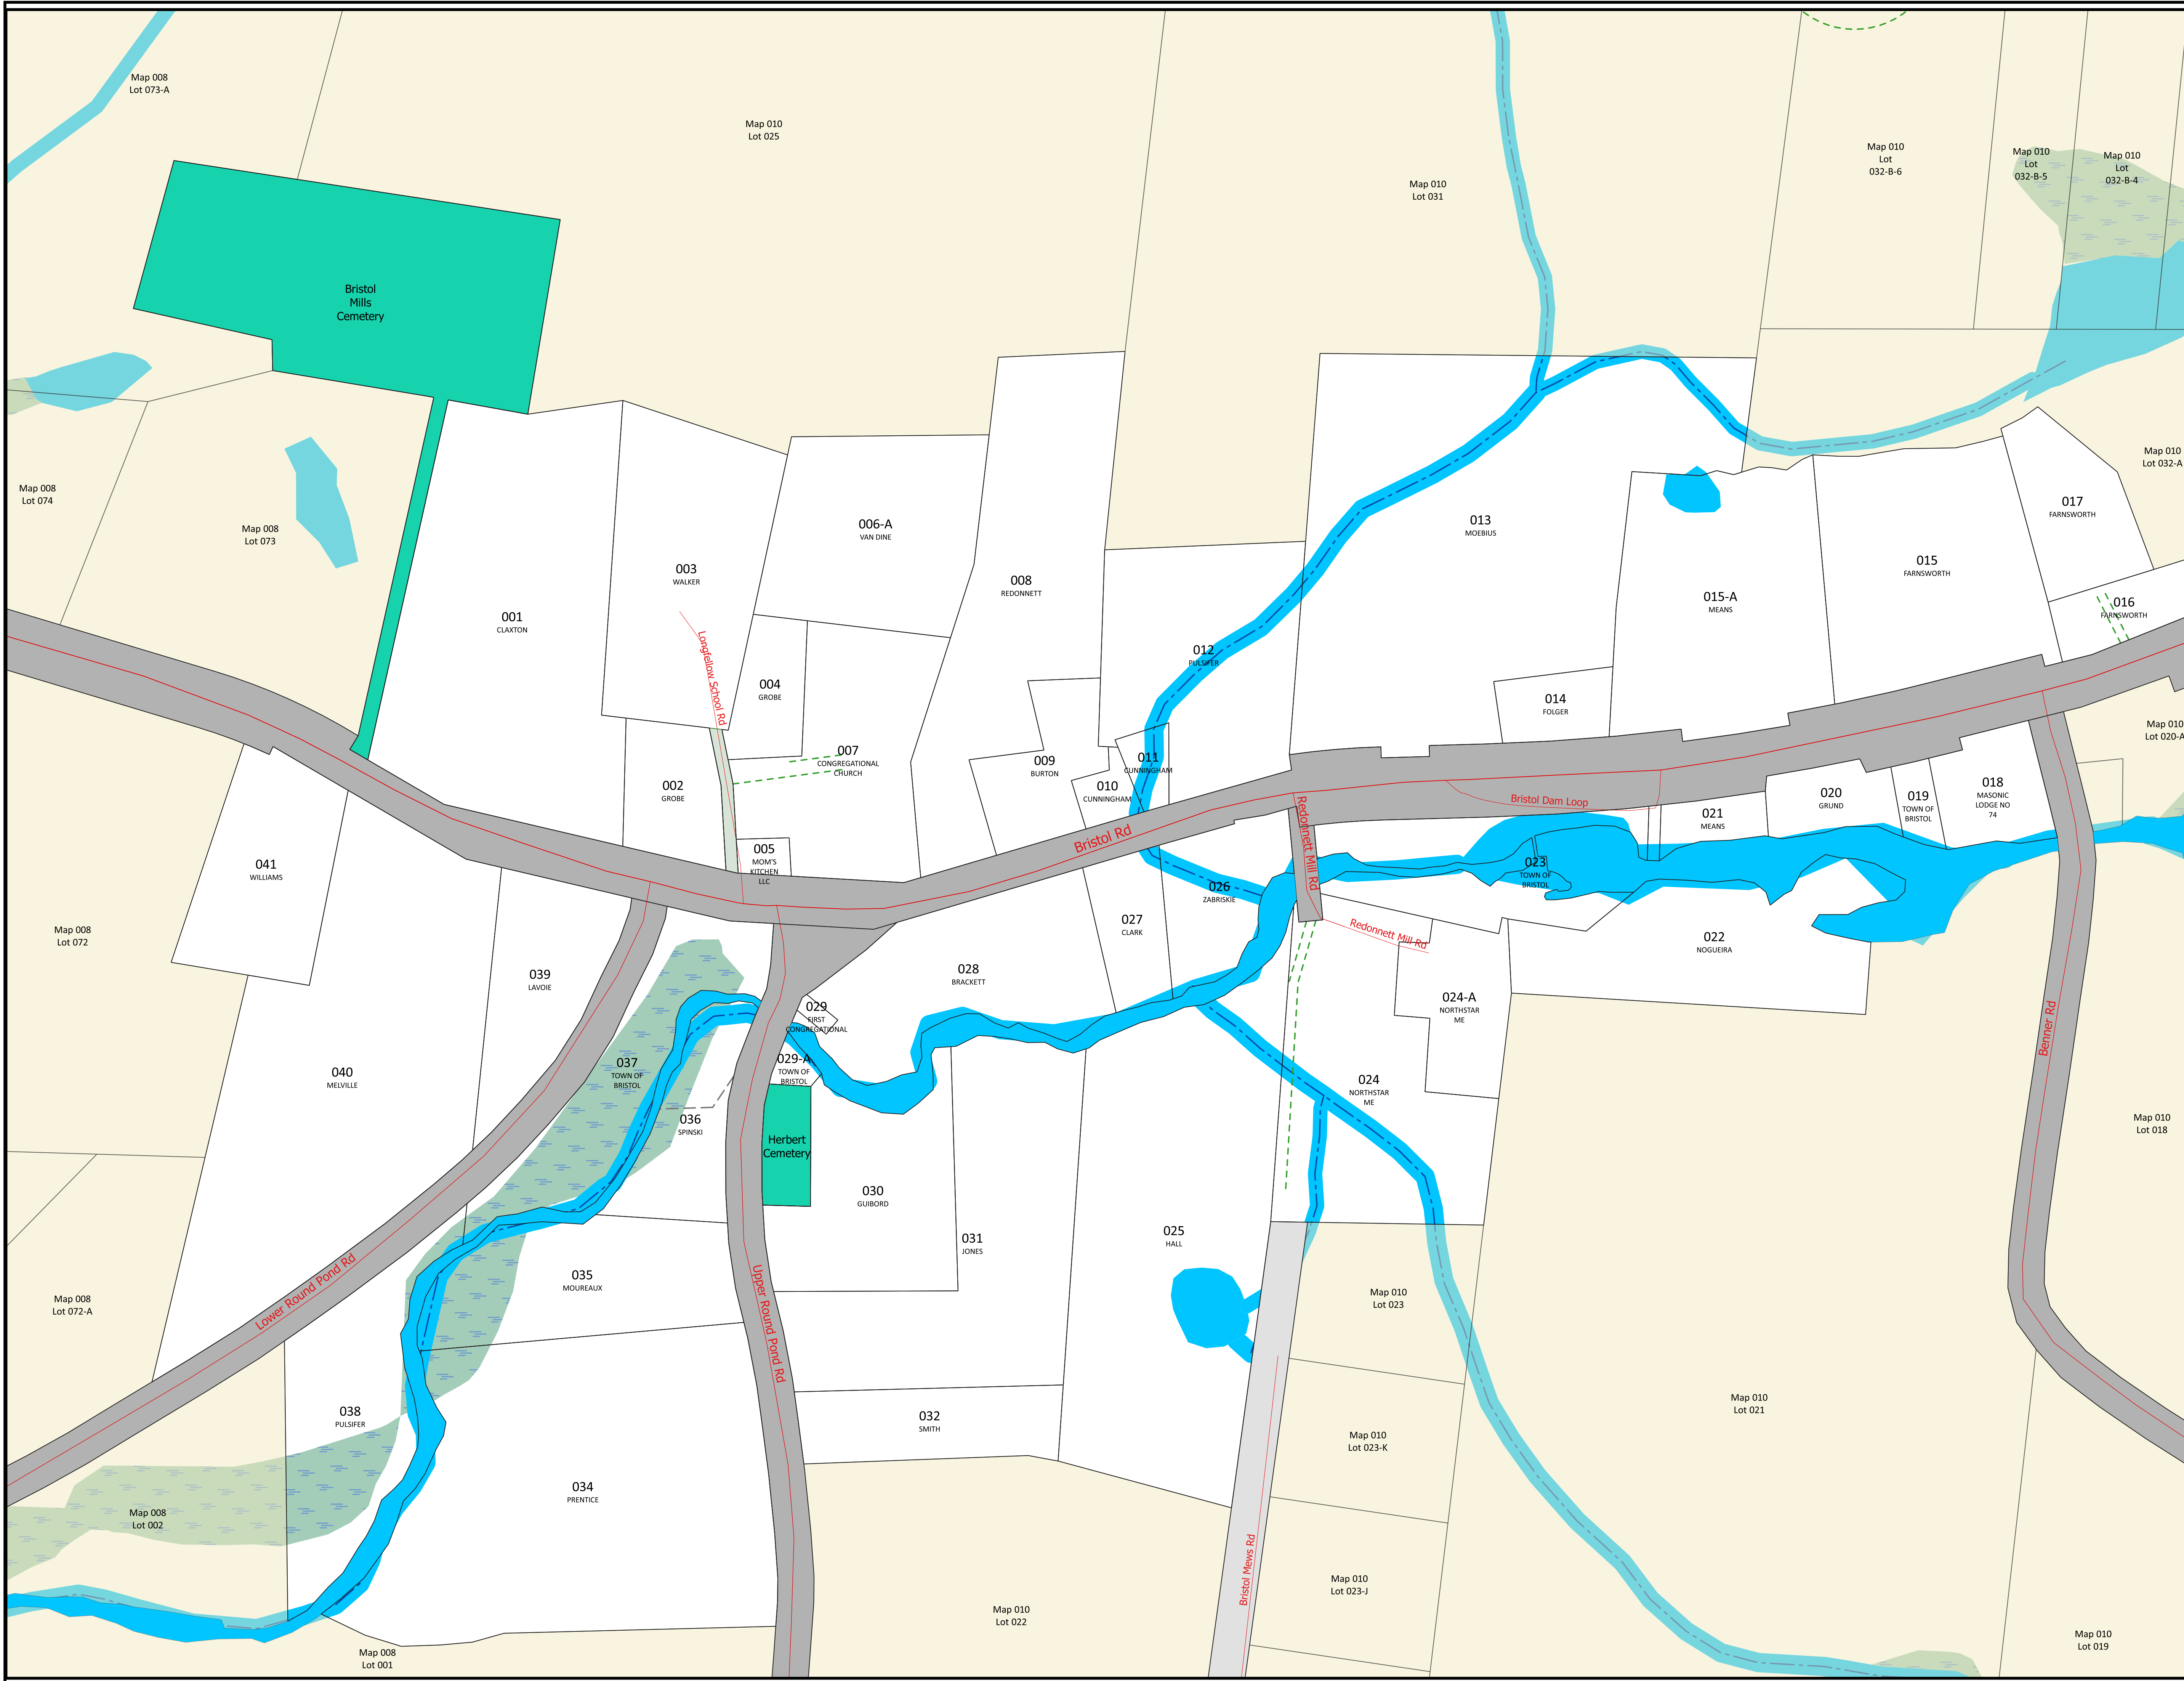 Map 008
Lot 073-A
Map 010
Lot 025
Map 010
Lot 031
Map 010
Lot
032-B-6
Map 010
Lot
032-B-5
Map 010
Lot
032-B-4
Bristol
Mills
Cemetery
Map 008
Lot 074
Map 008
Lot 073
001
CLAXTON
003
WALKER
006-A
VAN DINE
008
REDONNETT
013
MOEBIUS
015-A
MEANS
015
FARNSWORTH
017
FARNSWORTH
Map 010
Lot 032-A
016
FARNSWORTH
Longfellow School Rd
004
GROBE
012
PULSIFER
014
FOLGER
002
GROBE
007
CONGREGATIONAL
CHURCH
009
BURTON
010
CUNNINGHAM
011
CUNNINGHAM
Map 010
Lot 020-A
005
MOM'S
KITCHEN
LLC
Bristol Rd
Redonnett Mill Rd
Bristol Dam Loop
021
MEANS
020
GRUND
019
TOWN OF
BRISTOL
018
MASONIC
LODGE NO
74
041
WILLIAMS
Map 008
Lot 072
039
LAVOIE
028
BRACKETT
027
CLARK
026
ZABRISKIE
023
TOWN OF
BRISTOL
Redonnett Mill Rd
022
NOGUEIRA
024-A
NORTHSTAR
ME
029
FIRST
CONGREGATIONAL
029-A
TOWN OF
BRISTOL
037
TOWN OF
BRISTOL
040
MELVILLE
036
SPINSKI
Herbert
Cemetery
030
GUIBORD
031
JONES
025
HALL
024
NORTHSTAR
ME
Benner Rd
Map 010
Lot 018
Map 008
Lot 072-A
Lower Round Pond Rd
035
MOUREAUX
Upper Round Pond Rd
Map 010
Lot 023
038
PULSIFER
032
SMITH
Map 010
Lot 023-K
Map 010
Lot 021
034
PRENTICE
Map 008
Lot 002
Bristol Mews Rd
Map 010
Lot 023-J
Map 010
Lot 022
Map 010
Lot 019
Map 008
Lot 001